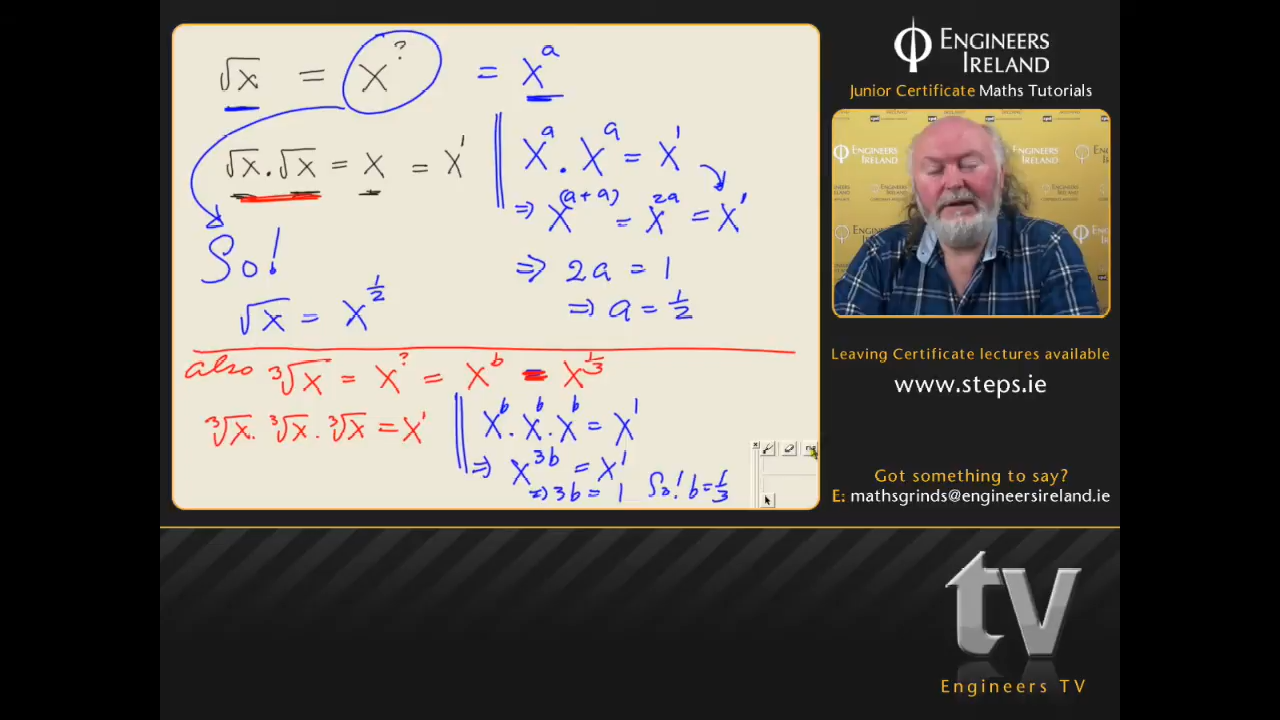 √x = x^? = x^a
√x . √x = x = x^1
x^a . x^a = x^1
⇒ x^(a+a) = x^2a = x^1
So!
⇒ 2a = 1
√x = x^1/2
⇒ a = 1/2
also ³√x = x^? = x^b = x^1/3
³√x . ³√x . ³√x = x^1
x^b . x^b . x^b = x^1
⇒ x^3b = x^1
⇒ 3b = 1 So! b = 1/3
ENGINEERS
IRELAND
Junior Certificate Maths Tutorials
Leaving Certificate lectures available
www.steps.ie
Got something to say?
E: mathsgrinds@engineersireland.ie
tv
Engineers TV